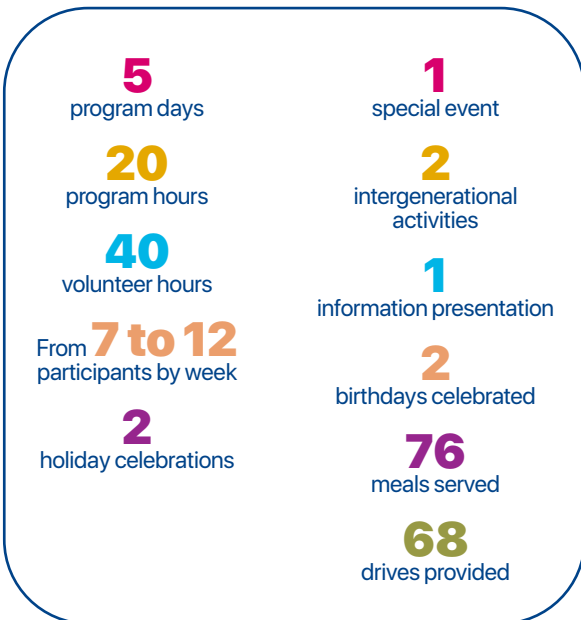 5
program days
20
program hours
40
volunteer hours
From 7 to 12
participants by week
2
holiday celebrations
1
special event
2
intergenerational
activities
1
information presentation
2
birthdays celebrated
76
meals served
68
drives provided